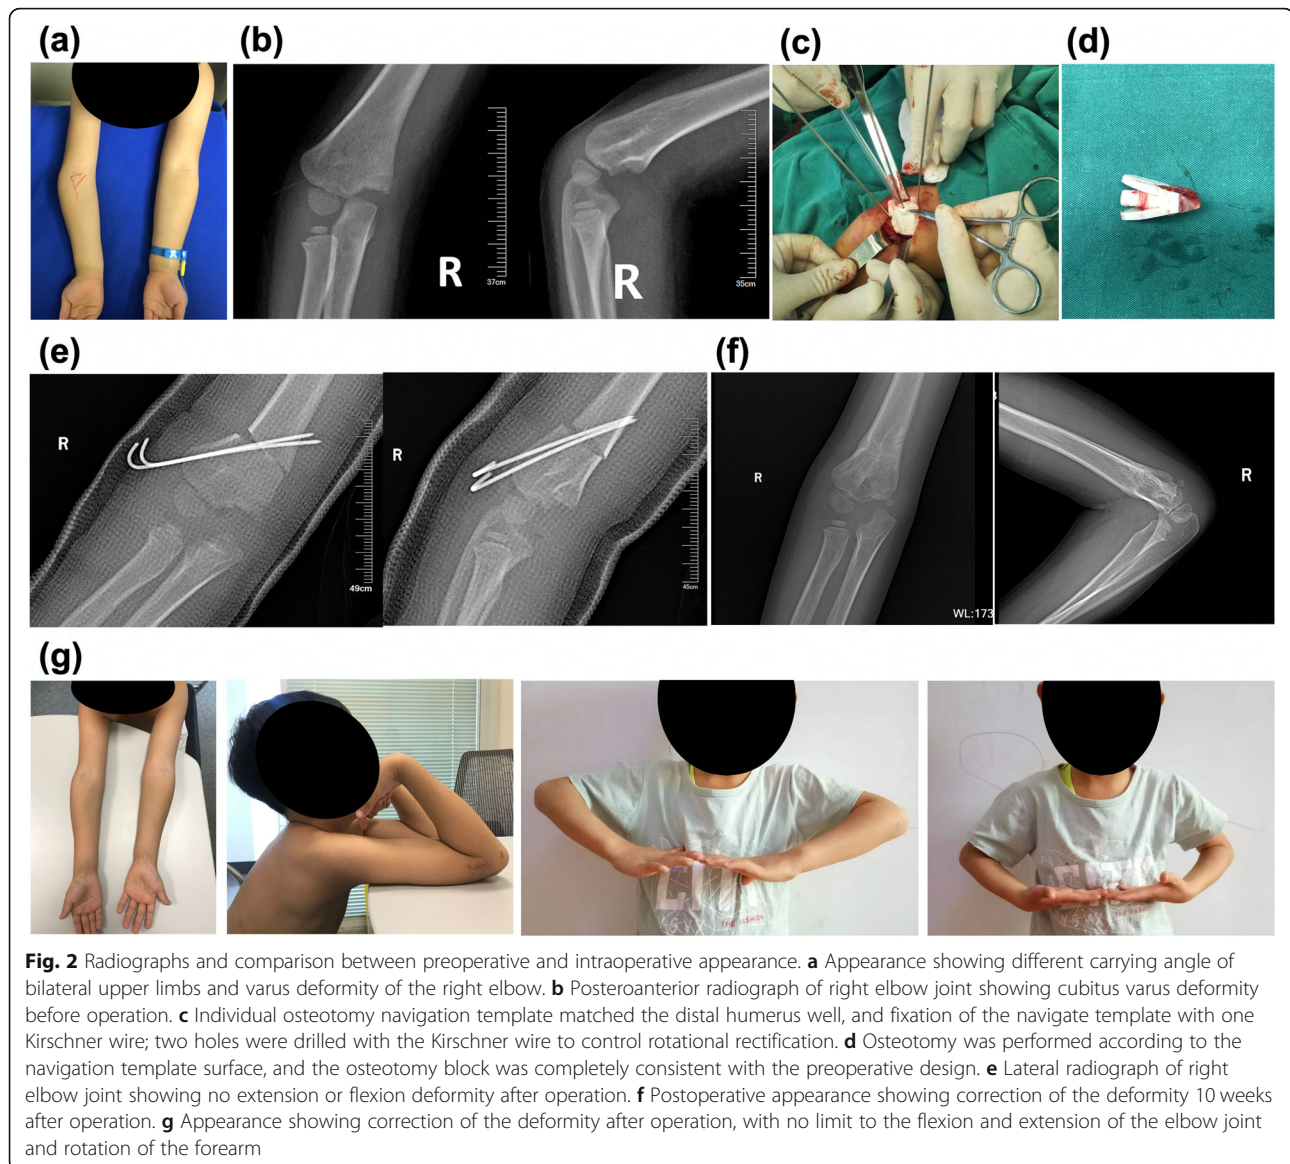 (a)
(b)
(c)
(d)
R
37cm
R
35cm
(e)
(f)
R
49cm
R
45cm
R
WL:173
R
(g)
THE FASHION
Fig. 2 Radiographs and comparison between preoperative and intraoperative appearance. a Appearance showing different carrying angle of
bilateral upper limbs and varus deformity of the right elbow. b Posteroanterior radiograph of right elbow joint showing cubitus varus deformity
before operation. c Individual osteotomy navigation template matched the distal humerus well, and fixation of the navigate template with one
Kirschner wire; two holes were drilled with the Kirschner wire to control rotational rectification. d Osteotomy was performed according to the
navigation template surface, and the osteotomy block was completely consistent with the preoperative design. e Lateral radiograph of right
elbow joint showing no extension or flexion deformity after operation. f Postoperative appearance showing correction of the deformity 10 weeks
after operation. g Appearance showing correction of the deformity after operation, with no limit to the flexion and extension of the elbow joint
and rotation of the forearm